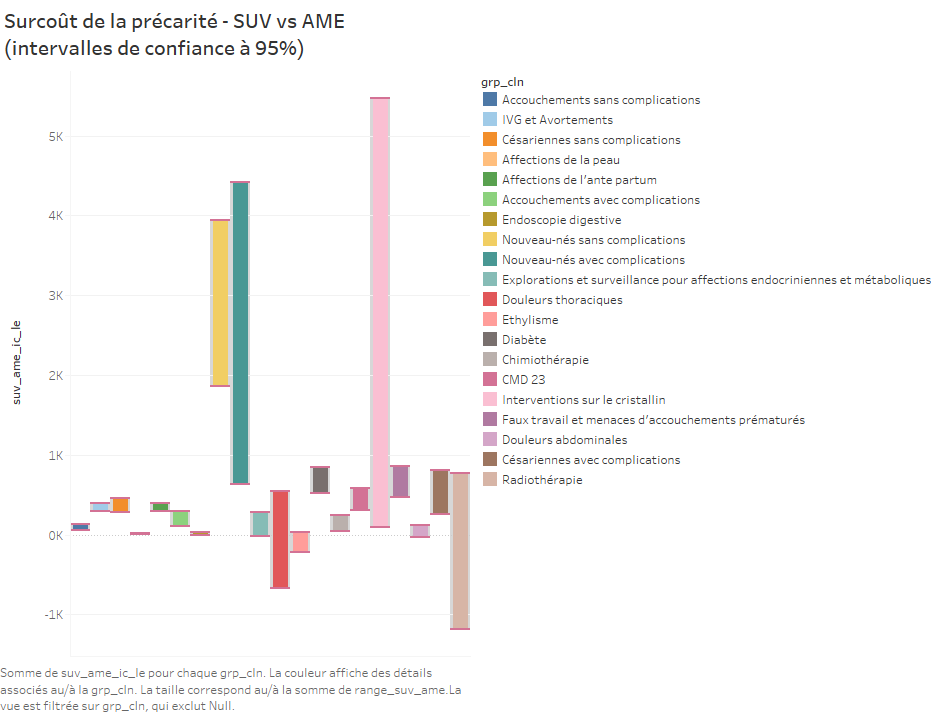 Surcoût de la précarité - SUV vs AME
(intervalles de confiance à 95%)
suv_ame_ic_le
5K
4K
3K
2K
1K
0K
-1K
grp_cln
Accouchements sans complications
IVG et Avortements
Césariennes sans complications
Affections de la peau
Affections de l'ante partum
Accouchements avec complications
Endoscopie digestive
Nouveau-nés sans complications
Nouveau-nés avec complications
Explorations et surveillance pour affections endocriniennes et métaboliques
Douleurs thoraciques
Ethylisme
Diabète
Chimiothérapie
CMD 23
Interventions sur le cristallin
Faux travail et menaces d'accouchements prématurés
Douleurs abdominales
Césariennes avec complications
Radiothérapie
Somme de suv_ame_ic_le pour chaque grp_cln. La couleur affiche des détails
associés au/à la grp_cln. La taille correspond au/à la somme de range_suv_ame.La
vue est filtrée sur grp_cln, qui exclut Null.